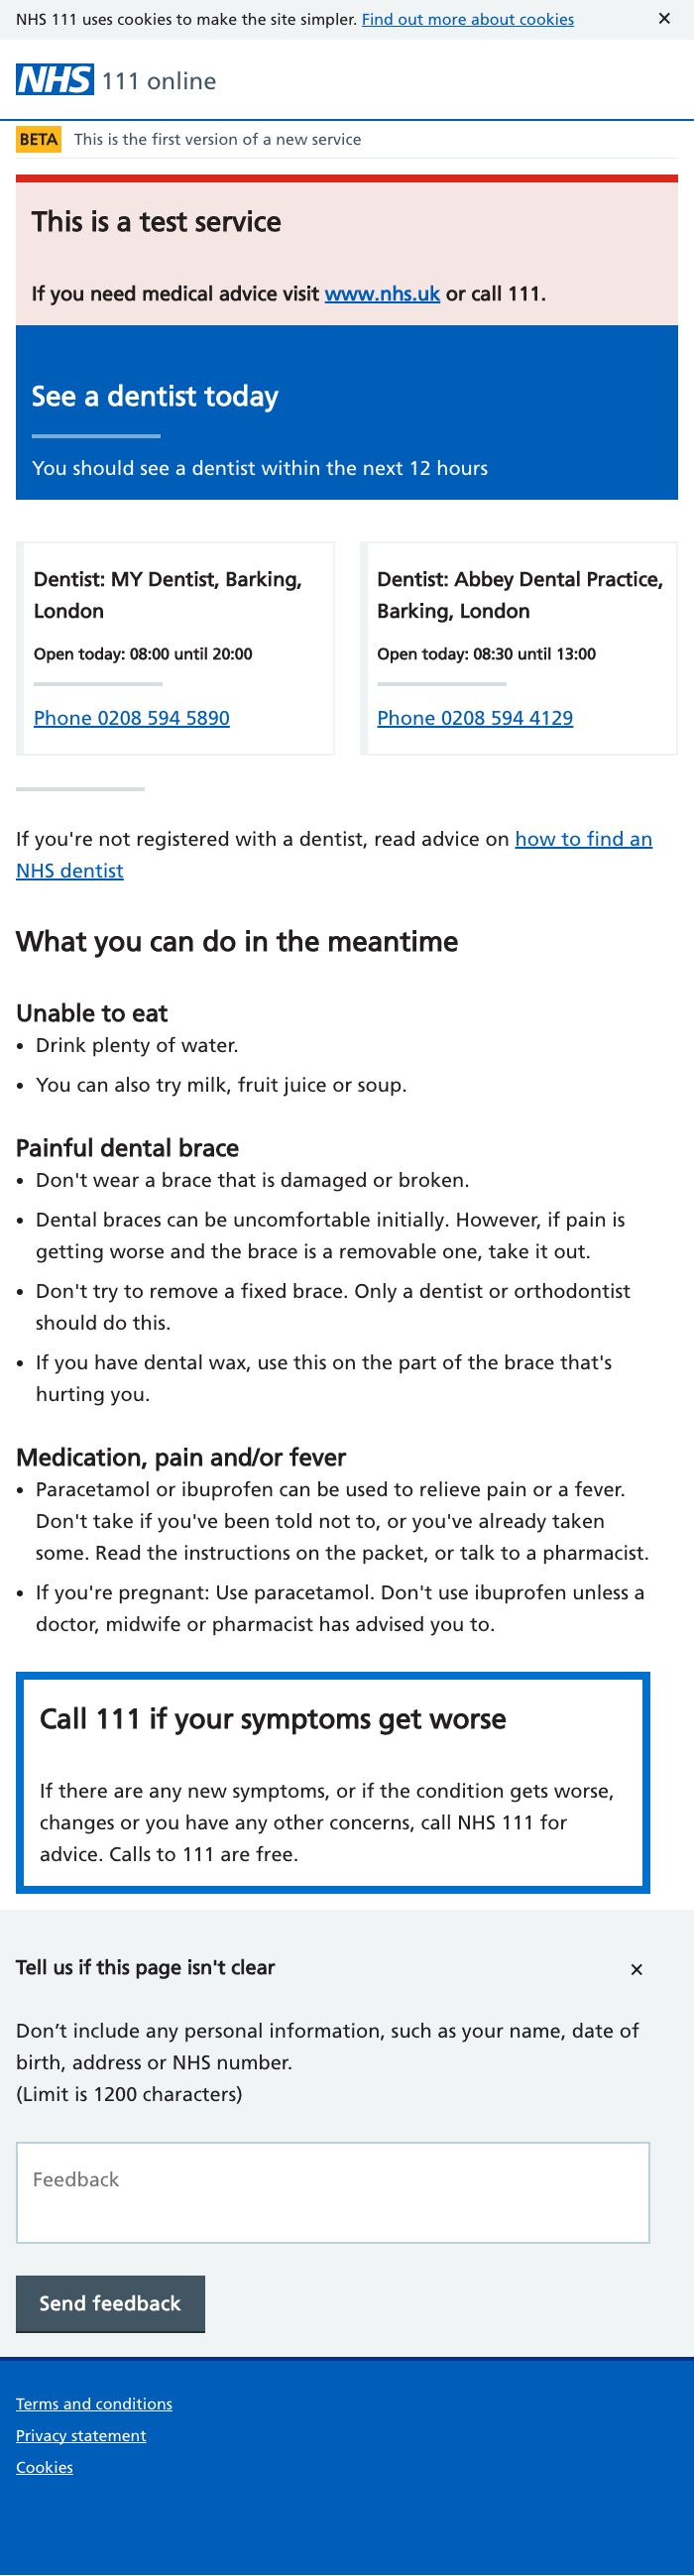 NHS 111 uses cookies to make the site simpler. Find out more about cookies ✕
NHS 111 online
BETA This is the first version of a new service
This is a test service
If you need medical advice visit www.nhs.uk or call 111.
See a dentist today
You should see a dentist within the next 12 hours
Dentist: MY Dentist, Barking,
London
Open today: 08:00 until 20:00
Phone 0208 594 5890
Dentist: Abbey Dental Practice,
Barking, London
Open today: 08:30 until 13:00
Phone 0208 594 4129
If you're not registered with a dentist, read advice on how to find an
NHS dentist
What you can do in the meantime
Unable to eat
• Drink plenty of water.
• You can also try milk, fruit juice or soup.
Painful dental brace
• Don't wear a brace that is damaged or broken.
• Dental braces can be uncomfortable initially. However, if pain is
getting worse and the brace is a removable one, take it out.
• Don't try to remove a fixed brace. Only a dentist or orthodontist
should do this.
• If you have dental wax, use this on the part of the brace that's
hurting you.
Medication, pain and/or fever
• Paracetamol or ibuprofen can be used to relieve pain or a fever.
Don't take if you've been told not to, or you've already taken
some. Read the instructions on the packet, or talk to a pharmacist.
• If you're pregnant: Use paracetamol. Don't use ibuprofen unless a
doctor, midwife or pharmacist has advised you to.
Call 111 if your symptoms get worse
If there are any new symptoms, or if the condition gets worse,
changes or you have any other concerns, call NHS 111 for
advice. Calls to 111 are free.
Tell us if this page isn't clear ✕
Don’t include any personal information, such as your name, date of
birth, address or NHS number.
(Limit is 1200 characters)
Feedback
Send feedback
Terms and conditions
Privacy statement
Cookies